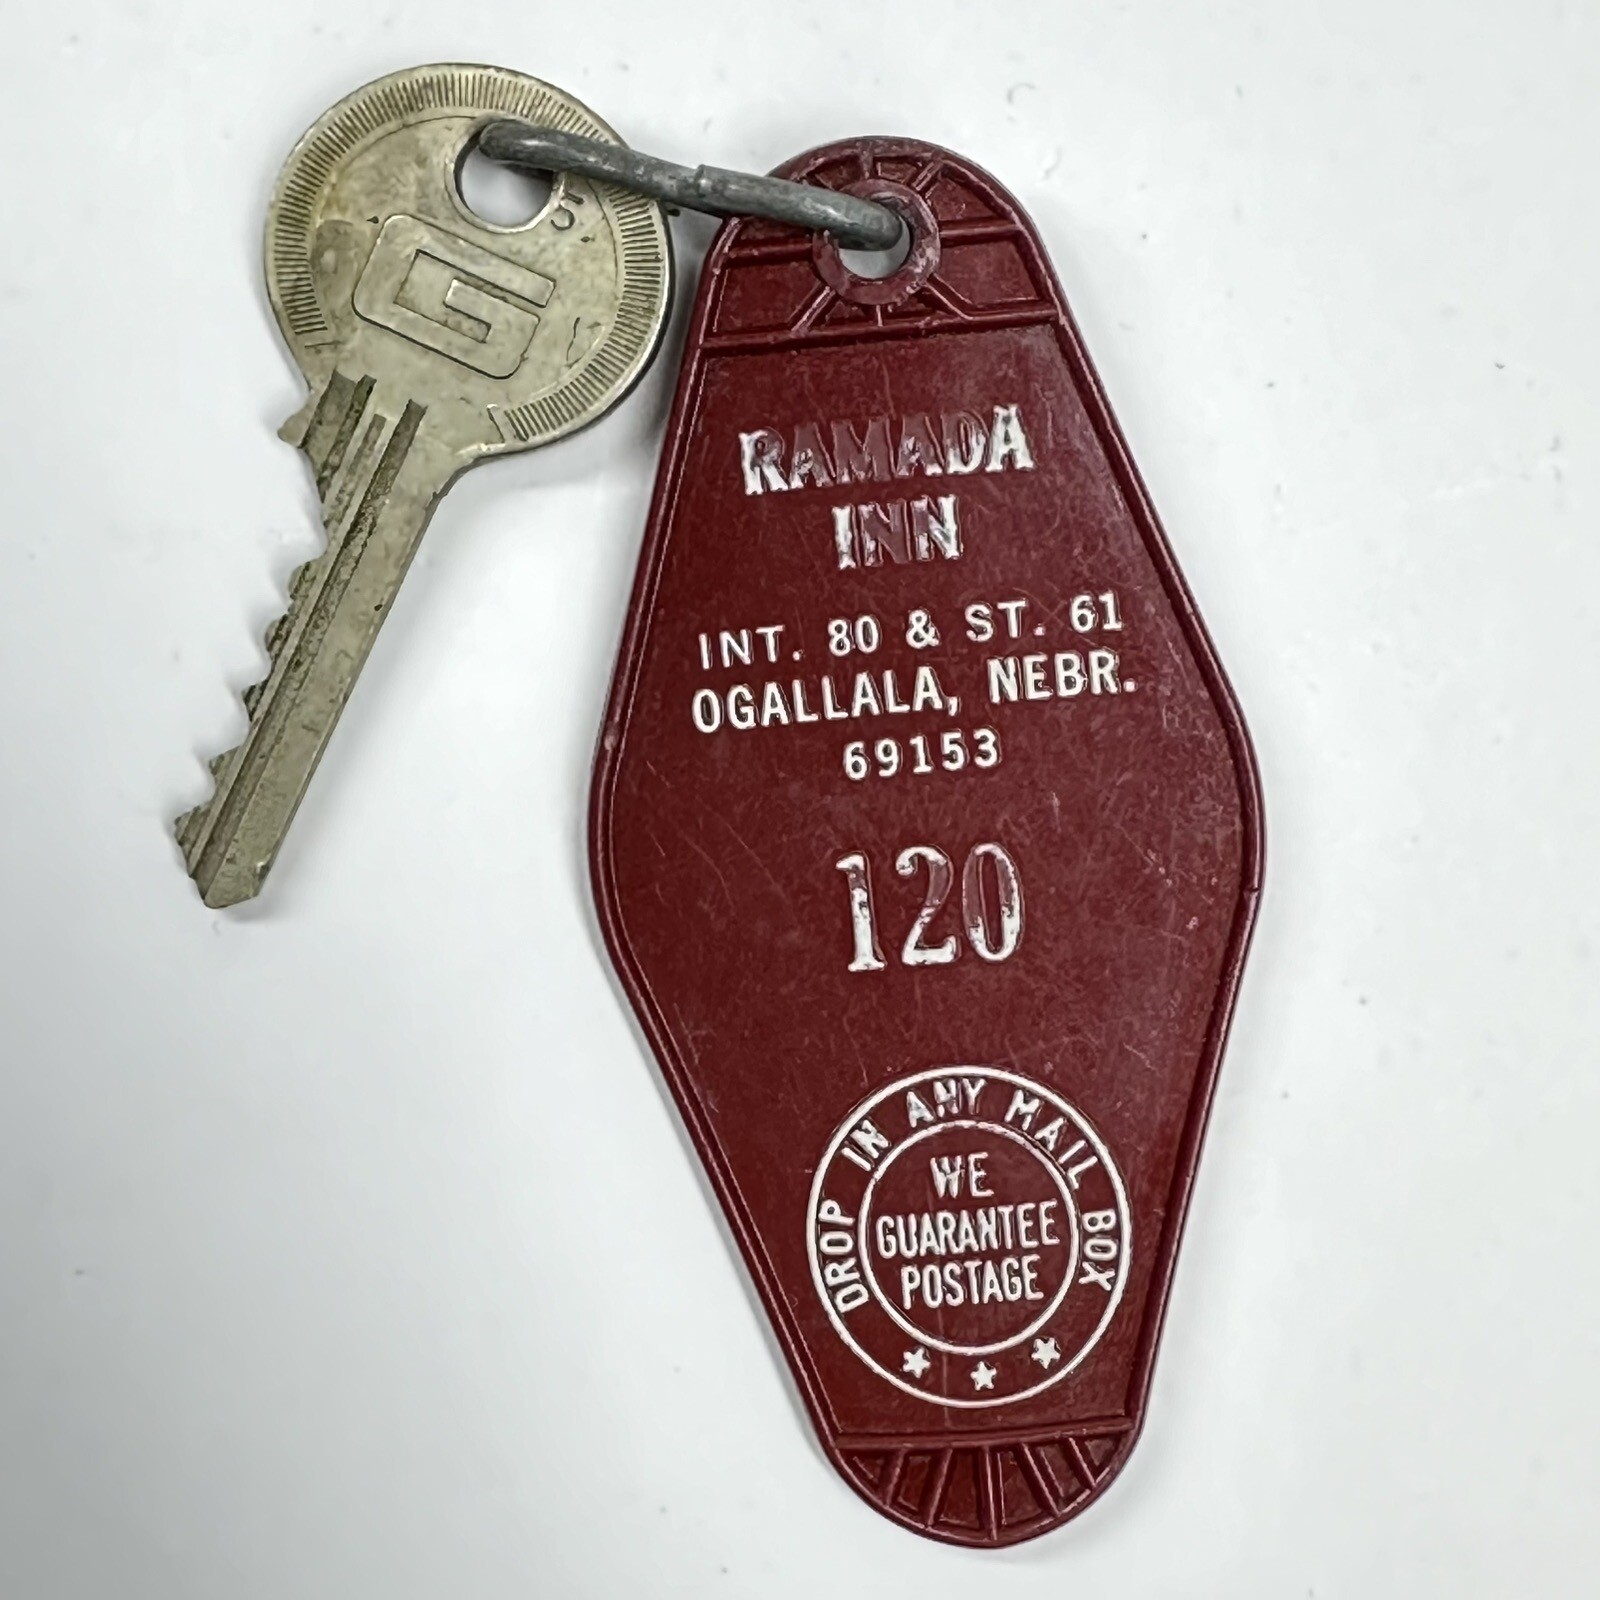 G
RAMADA
INN
INT. 80 & ST. 61
OGALLALA, NEBR.
69153
120
DROP IN ANY MAIL BOX
WE
GUARANTEE
POSTAGE